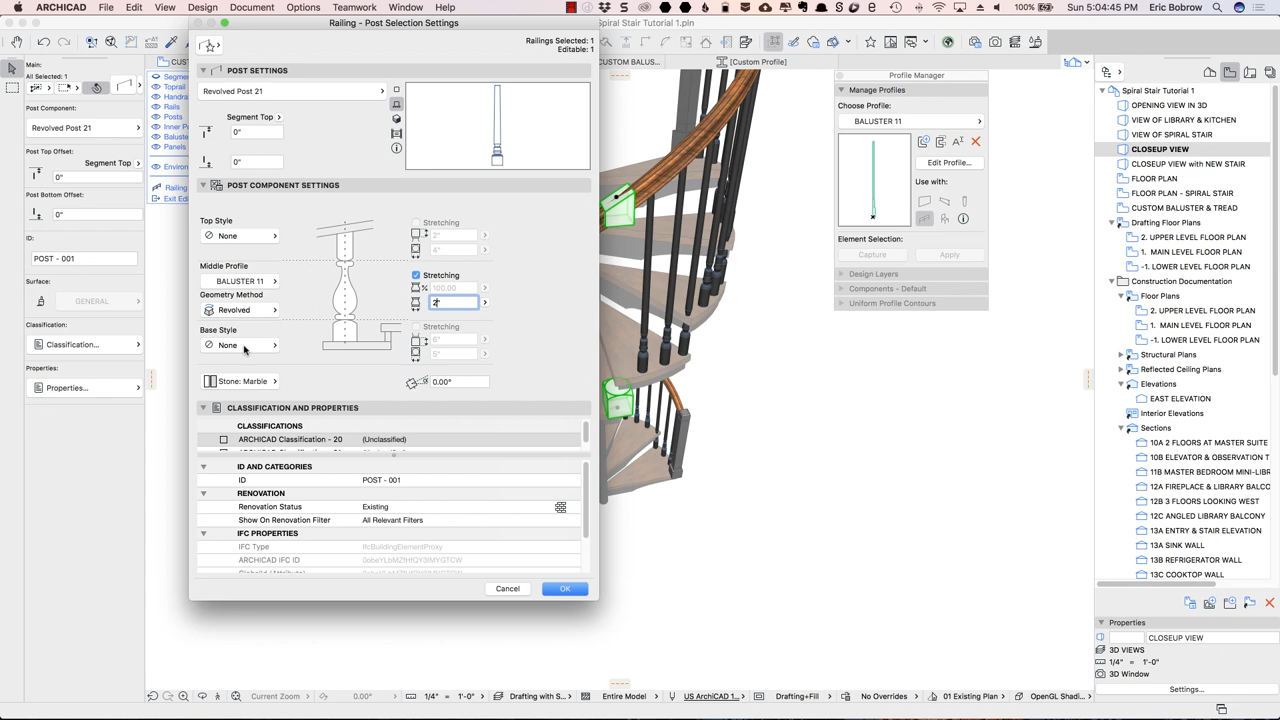 ARCHICAD File Edit View Design Document Options Teamwork Window Cadimage Help 100% Sun 5:04:45 PM Eric Bobrow
Railing - Post Selection Settings
Spiral Stair Tutorial 1.pln
Main:
All Selected: 1
Post Component:
Revolved Post 21
Post Top Offset:
Segment Top
0"
Post Bottom Offset:
0"
ID:
POST - 001
Surface:
GENERAL
Classification:
Classification...
Properties:
Properties...
Toprail
Rails
Posts
Panels
Railings Selected: 1
Editable: 1
POST SETTINGS
Revolved Post 21
Segment Top
0"
0"
POST COMPONENT SETTINGS
Top Style
None
Stretching
2"
4"
Middle Profile
BALUSTER 11
Geometry Method
Revolved
Stretching
% 100.00
2
Base Style
None
Stretching
6"
5"
Stone: Marble
0.00°
CLASSIFICATION AND PROPERTIES
CLASSIFICATIONS
ARCHICAD Classification - 20 (Unclassified)
ID AND CATEGORIES
ID POST - 001
RENOVATION
Renovation Status Existing
Show On Renovation Filter All Relevant Filters
IFC PROPERTIES
IFC Type IfcBuildingElementProxy
ARCHICAD IFC ID
Cancel OK
CUSTOM BALUS...
[Custom Profile]
Profile Manager
Manage Profiles
Choose Profile:
BALUSTER 11
Edit Profile...
Use with:
Element Selection:
Capture Apply
Design Layers
Components - Default
Uniform Profile Contours
Spiral Stair Tutorial 1
OPENING VIEW IN 3D
VIEW OF LIBRARY & KITCHEN
VIEW OF SPIRAL STAIR
CLOSEUP VIEW
CLOSEUP VIEW with NEW STAIR
FLOOR PLAN
FLOOR PLAN - SPIRAL STAIR
CUSTOM BALUSTER & TREAD
Drafting Floor Plans
2. UPPER LEVEL FLOOR PLAN
1. MAIN LEVEL FLOOR PLAN
-1. LOWER LEVEL FLOOR PLAN
Construction Documentation
Floor Plans
2. UPPER LEVEL FLOOR PLAN
1. MAIN LEVEL FLOOR PLAN
-1. LOWER LEVEL FLOOR PLAN
Structural Plans
Reflected Ceiling Plans
Elevations
EAST ELEVATION
Interior Elevations
Sections
10A 2 FLOORS AT MASTER SUITE
10B ELEVATOR & OBSERVATION T
11B MASTER BEDROOM MINI-LIBR
12A FIREPLACE & LIBRARY BALCO
12B 3 FLOORS LOOKING WEST
12C ANGLED LIBRARY BALCONY
13A ENTRY & STAIR ELEVATION
13A SINK WALL
13B REFRIGERATOR WALL
13C COOKTOP WALL
Properties
CLOSEUP VIEW
3D VIEWS
1/4" = 1'-0"
3D Window
Settings...
Current Zoom 0.00° 1/4" = 1'-0" Drafting with S... Entire Model US ArchiCAD 1... Drafting+Fill No Overrides 01 Existing Plan OpenGL Shadi...